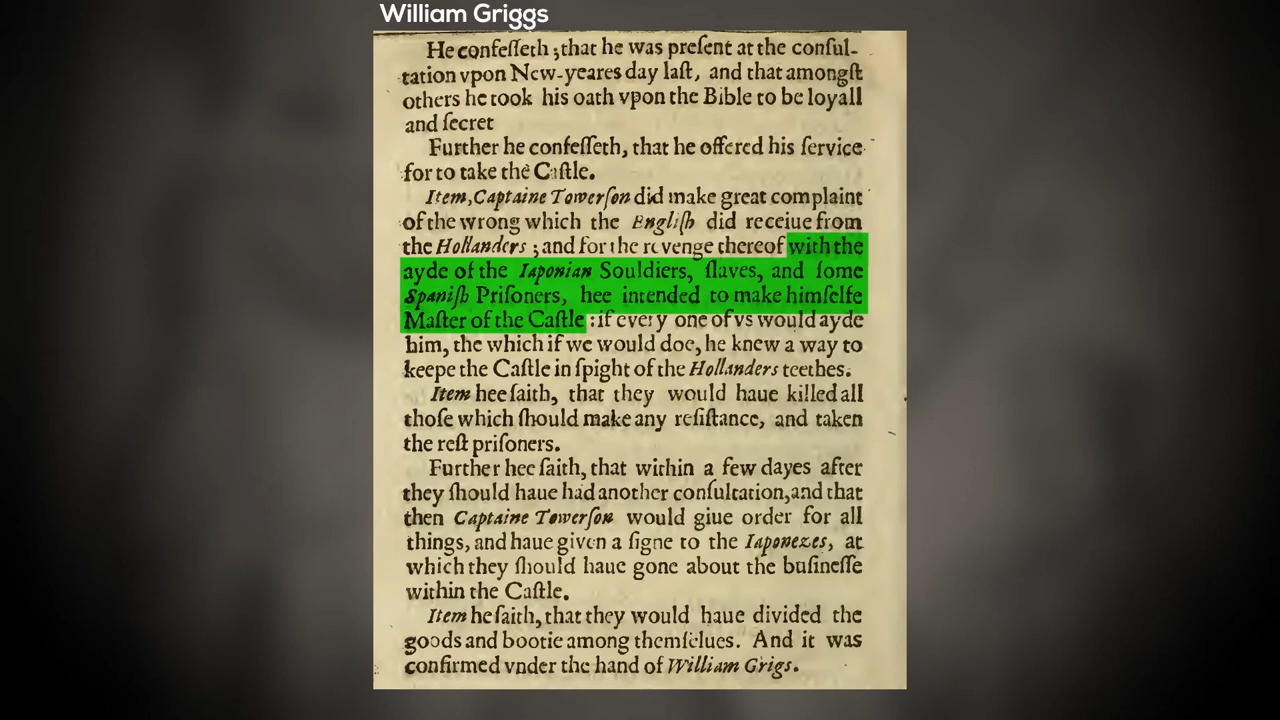 William Griggs
He confeſſeth ; that he was preſent at the conſul-
tation vpon New-yeares day laſt, and that amongſt
others he took his oath vpon the Bible to be loyall
and ſecret
Further he confeſſeth, that he offered his ſervice
for to take the Caſtle.
Item, Captaine Towerſon did make great complaint
of the wrong which the Engliſh did receiue from
the Hollanders ; and for the revenge thereof with the
ayde of the Iaponian Souldiers, ſlaves, and ſome
Spaniſh Priſoners, hee intended to make himſelfe
Maſter of the Caſtle : if every one of vs would ayde
him, the which if we would doe, he knew a way to
keepe the Caſtle in ſpight of the Hollanders teethes.
Item hee ſaith, that they would haue killed all
thoſe which ſhould make any reſiſtance, and taken
the reſt priſoners.
Further hee ſaith, that within a few dayes after
they ſhould haue had another conſultation, and that
then Captaine Towerſon would giue order for all
things, and haue given a ſigne to the Iaponezes, at
which they ſhould haue gone about the buſineſſe
within the Caſtle.
Item he ſaith, that they would haue divided the
goods and bootie among themſelues. And it was
confirmed vnder the hand of William Grigs.